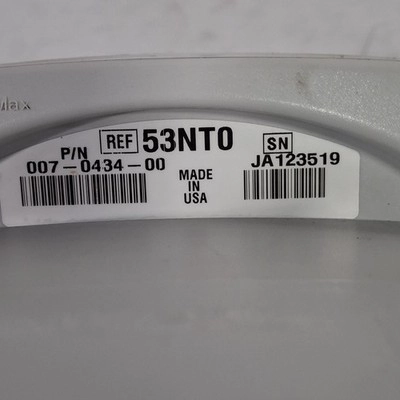 REF 53NT0 SN
P/N
007-0434-00 JA123519
MADE
IN
USA